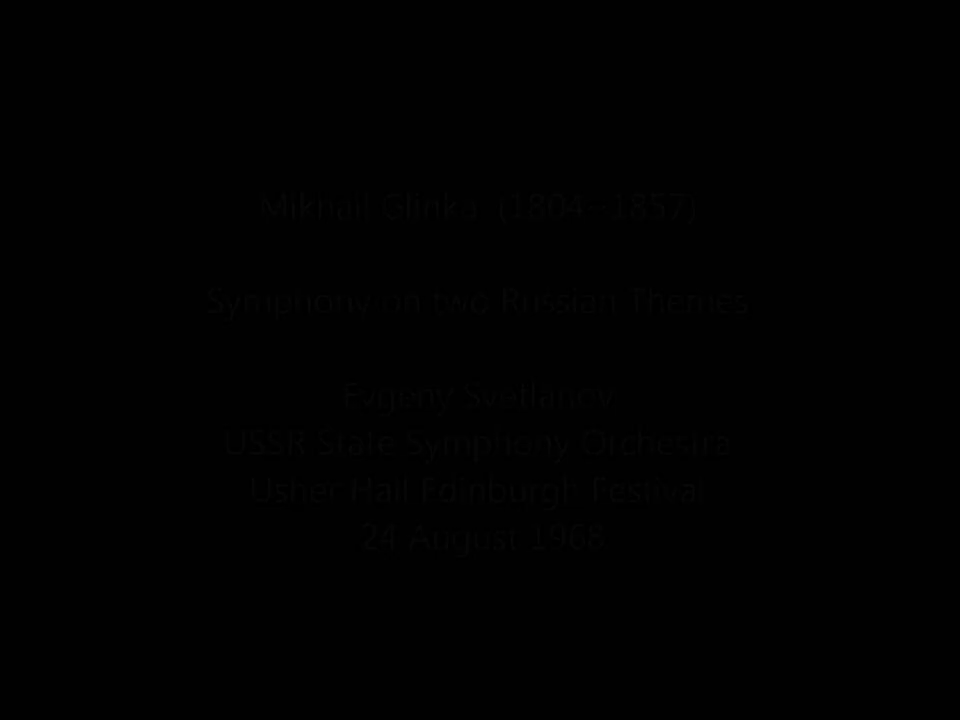 Mikhail Glinka (1804-1857)
Symphony on two Russian Themes
Evgeny Svetlanov
USSR State Symphony Orchestra
Usher Hall Edinburgh Festival
24 August 1968